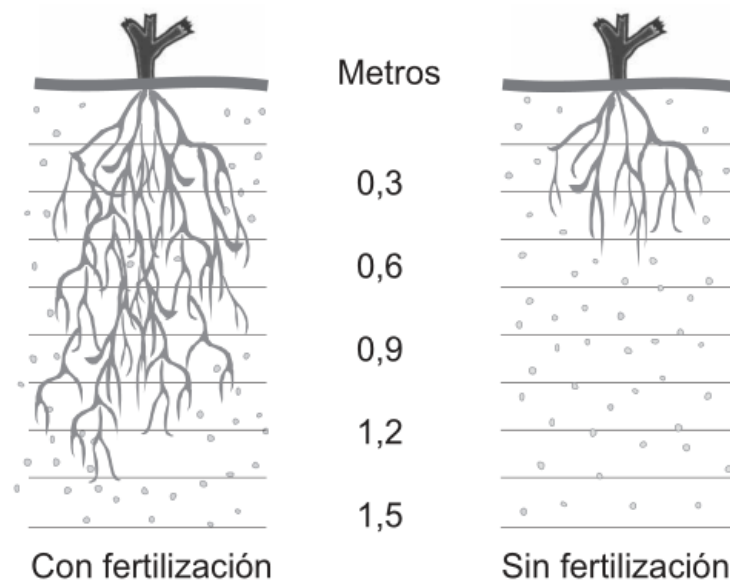 Metros
0,3
0,6
0,9
1,2
1,5
Con fertilización
Sin fertilización